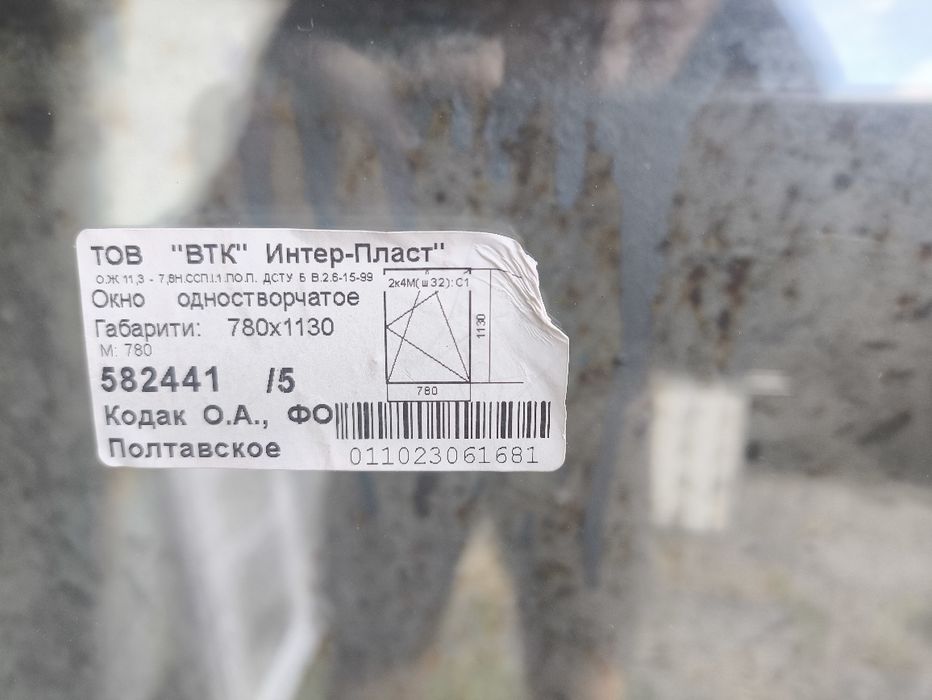 ТОВ "ВТК" Интер-Пласт"
О.Ж 11,3 - 7,8Н.ССП.І.1.ПО.П. ДСТУ Б В.2.6-15-99
Окно одностворчатое
2х4М(ш32):С1
Габарити: 780х1130
1130
М: 780
582441 /5
780
Кодак О.А., ФО
Полтавское
011023061681